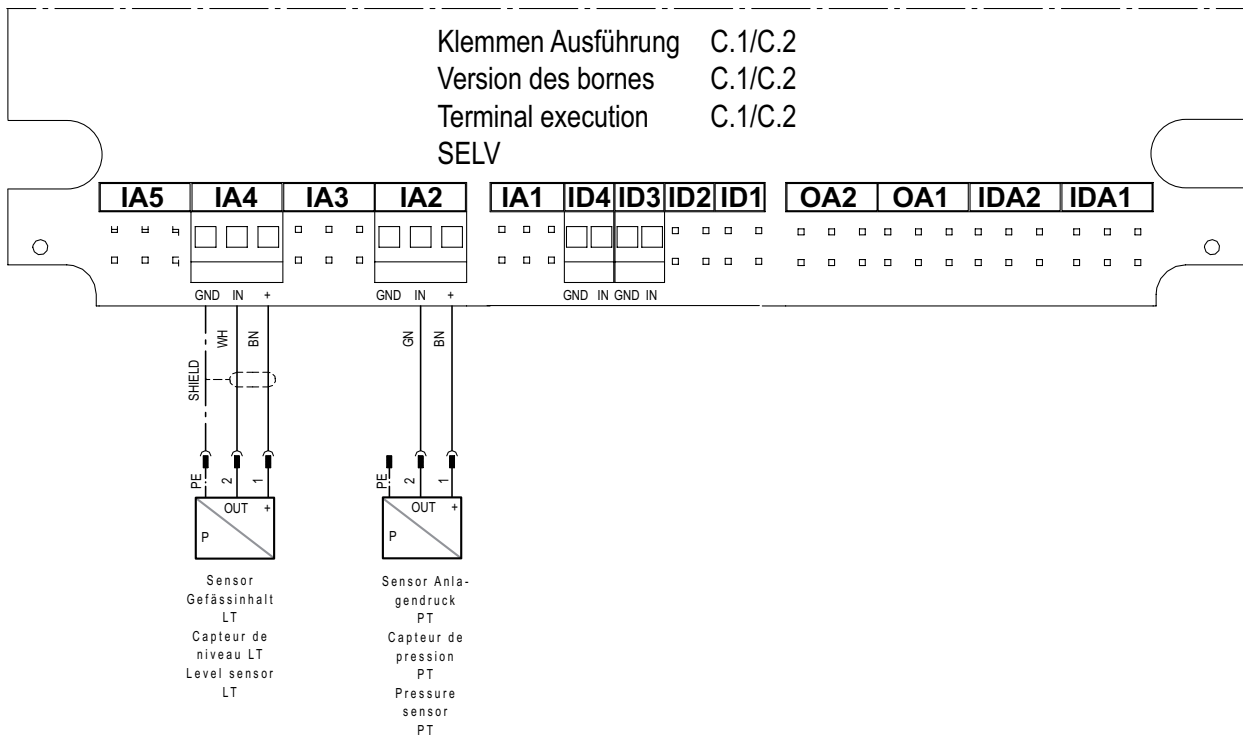 Klemmen Ausführung C.1/C.2
Version des bornes C.1/C.2
Terminal execution C.1/C.2
SELV
IA5 IA4 IA3 IA2 IA1 ID4 ID3 ID2 ID1 OA2 OA1 IDA2 IDA1
GND IN + GND IN + GND IN GND IN
WH BN GN BN
SHIELD
PE 2 1 PE 2 1
OUT + OUT +
P P
Sensor
Gefässinhalt
LT
Capteur de
niveau LT
Level sensor
LT
Sensor Anla-
gendruck
PT
Capteur de
pression
PT
Pressure
sensor
PT